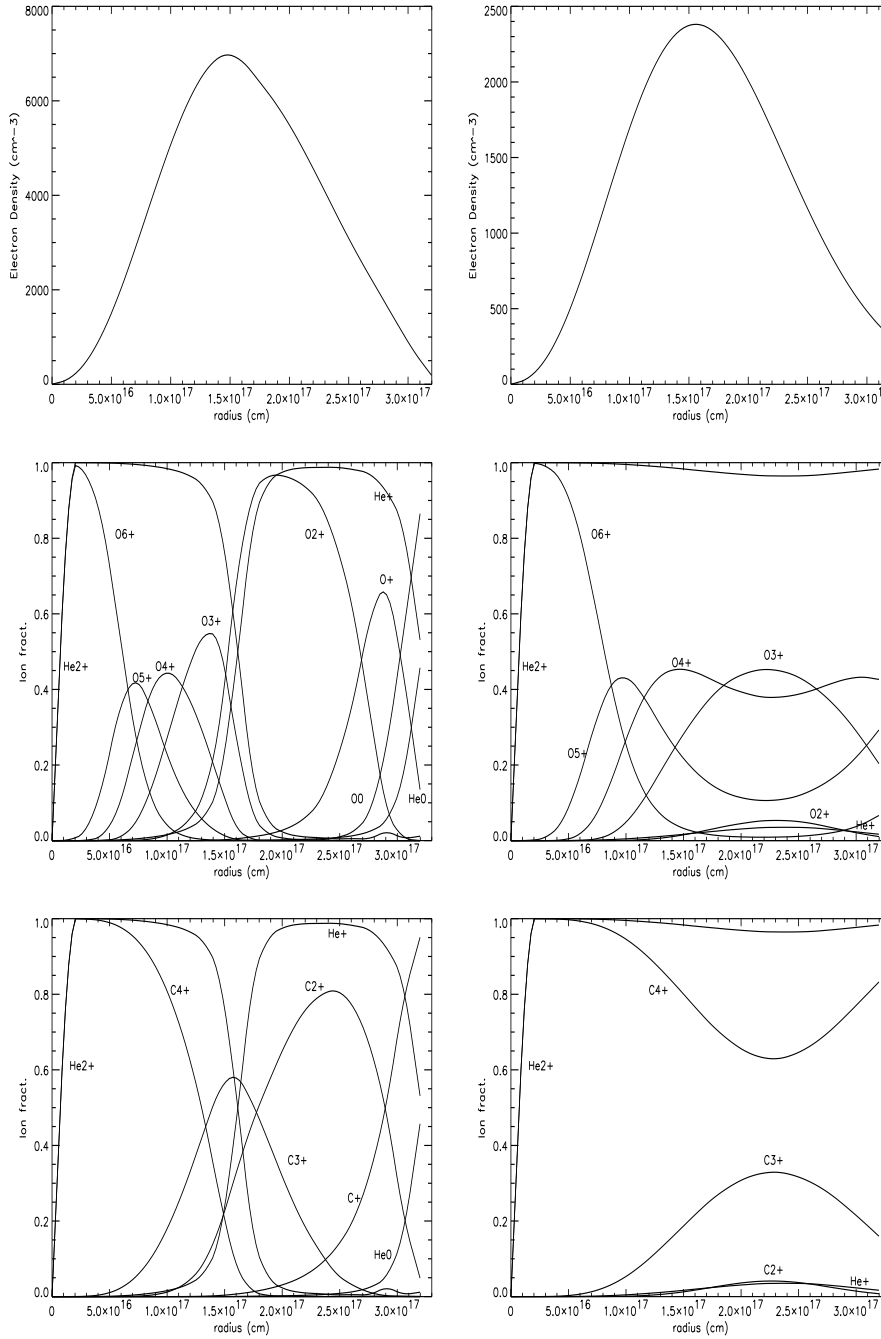 8000
6000
4000
2000
0
Electron Density (cm^-3)
0 5.0×10^16 1.0×10^17 1.5×10^17 2.0×10^17 2.5×10^17 3.0×10^17
radius (cm)
2500
2000
1500
1000
500
0
Electron Density (cm^-3)
0 5.0×10^16 1.0×10^17 1.5×10^17 2.0×10^17 2.5×10^17 3.0×10^17
radius (cm)
1.0
0.8
0.6
0.4
0.2
0.0
Ion fract.
He+
O6+
O2+
O+
O3+
He2+
O5+
O4+
O0
He0
0 5.0×10^16 1.0×10^17 1.5×10^17 2.0×10^17 2.5×10^17 3.0×10^17
radius (cm)
1.0
0.8
0.6
0.4
0.2
0.0
Ion fract.
O6+
He2+
O4+
O3+
O5+
O2+
He+
0 5.0×10^16 1.0×10^17 1.5×10^17 2.0×10^17 2.5×10^17 3.0×10^17
radius (cm)
1.0
0.8
0.6
0.4
0.2
0.0
Ion fract.
He+
C4+
C2+
He2+
C3+
C+
He0
0 5.0×10^16 1.0×10^17 1.5×10^17 2.0×10^17 2.5×10^17 3.0×10^17
radius (cm)
1.0
0.8
0.6
0.4
0.2
0.0
Ion fract.
C4+
He2+
C3+
C2+
He+
0 5.0×10^16 1.0×10^17 1.5×10^17 2.0×10^17 2.5×10^17 3.0×10^17
radius (cm)